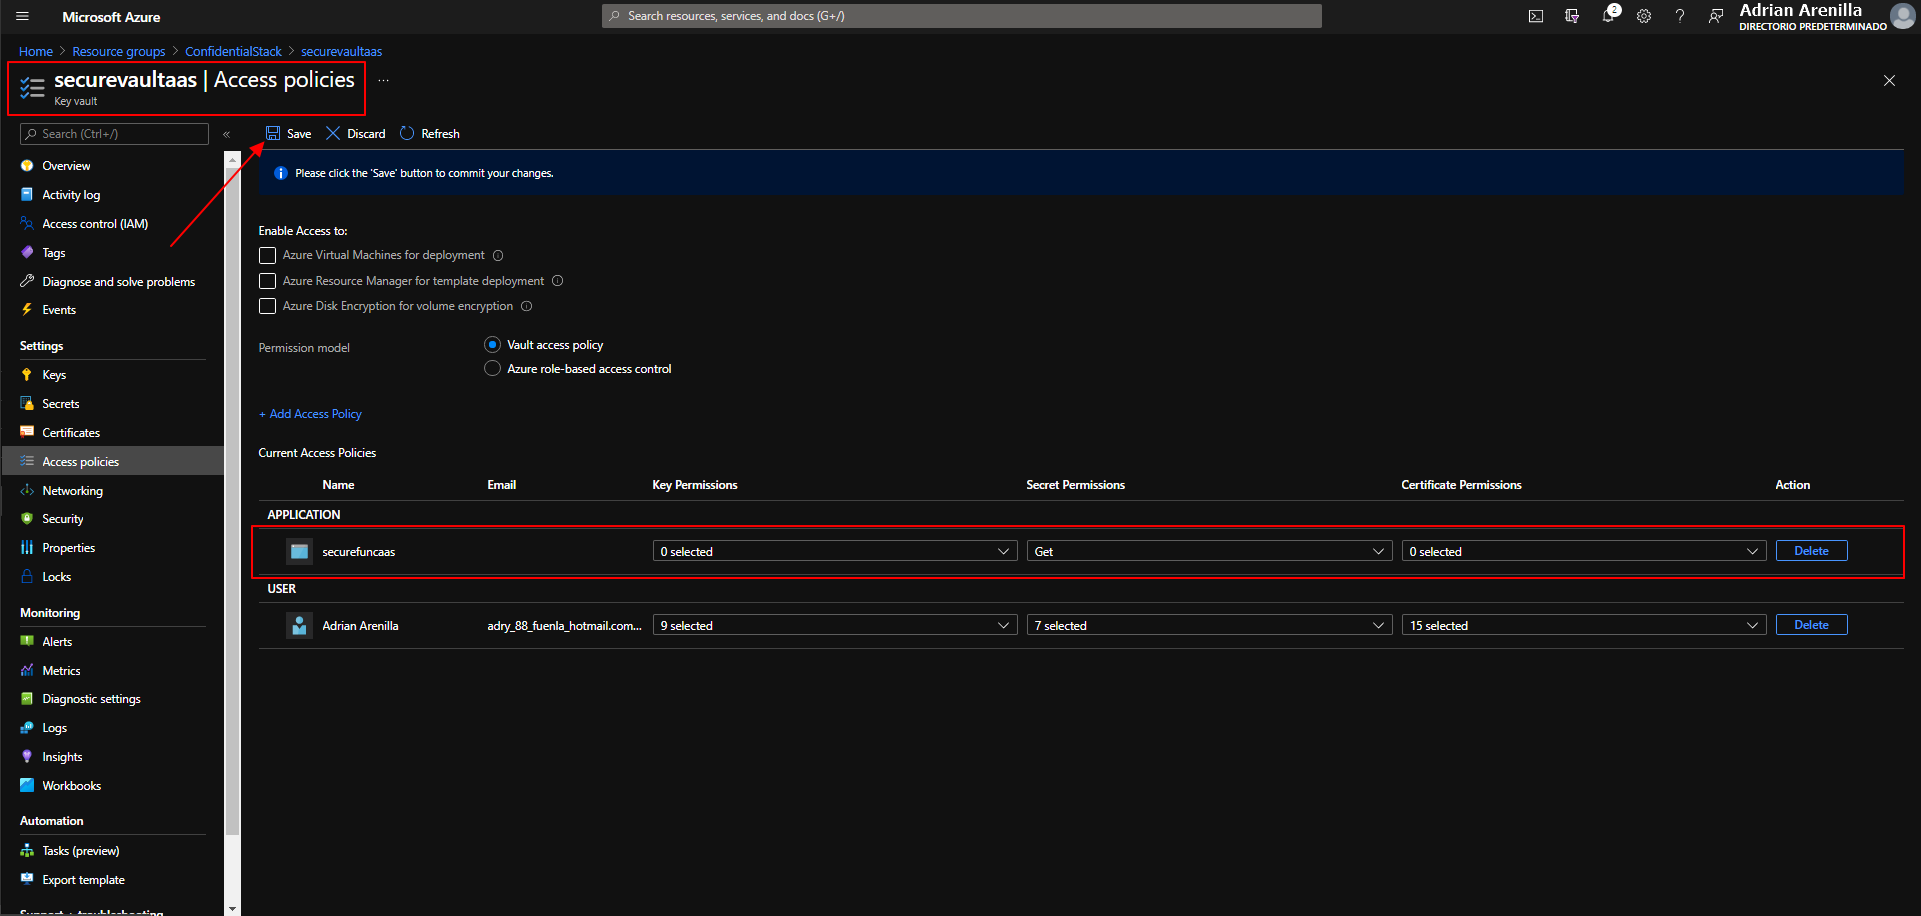 Microsoft Azure
Search resources, services, and docs (G+/)
2
Adrian Arenilla
DIRECTORIO PREDETERMINADO
Home > Resource groups > ConfidentialStack > securevaultaas
securevaultaas | Access policies ...
Key vault
Search (Ctrl+/)
«
Save
Discard
Refresh
Please click the 'Save' button to commit your changes.
Overview
Activity log
Access control (IAM)
Tags
Diagnose and solve problems
Events
Settings
Keys
Secrets
Certificates
Access policies
Networking
Security
Properties
Locks
Monitoring
Alerts
Metrics
Diagnostic settings
Logs
Insights
Workbooks
Automation
Tasks (preview)
Export template
Support + troubleshooting
Enable Access to:
Azure Virtual Machines for deployment
Azure Resource Manager for template deployment
Azure Disk Encryption for volume encryption
Permission model
Vault access policy
Azure role-based access control
+ Add Access Policy
Current Access Policies
Name Email Key Permissions Secret Permissions Certificate Permissions Action
APPLICATION
securefuncaas 0 selected Get 0 selected Delete
USER
Adrian Arenilla adry_88_fuenla_hotmail.com... 9 selected 7 selected 15 selected Delete